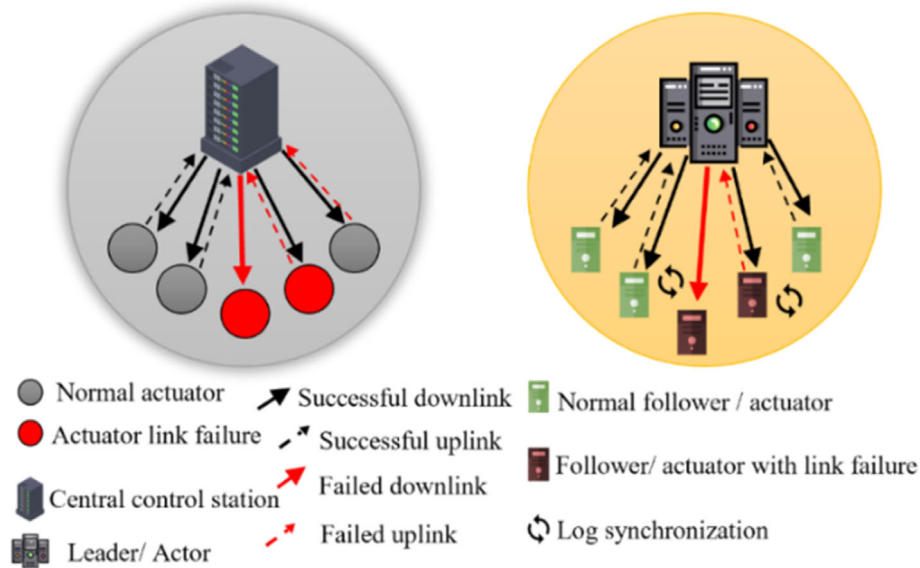 Normal actuator
Actuator link failure
Central control station
Leader/ Actor
Successful downlink
Successful uplink
Failed downlink
Failed uplink
Normal follower / actuator
Follower/ actuator with link failure
Log synchronization